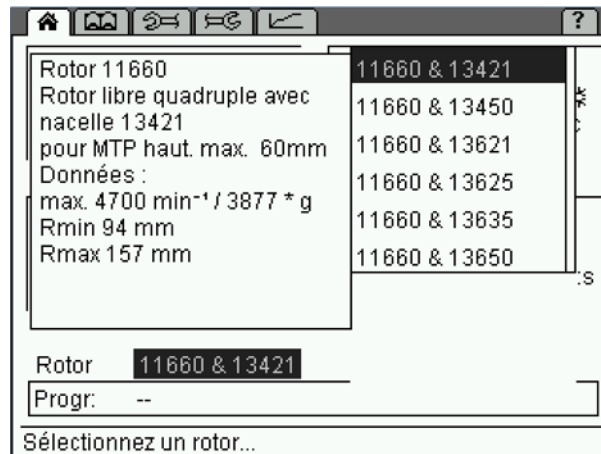 ?
Rotor 11660
Rotor libre quadruple avec
nacelle 13421
pour MTP haut. max. 60mm
Données :
max. 4700 min⁻¹ / 3877 * g
Rmin 94 mm
Rmax 157 mm
11660 & 13421
11660 & 13450
11660 & 13621
11660 & 13625
11660 & 13635
11660 & 13650
Rotor 11660 & 13421
Progr: --
Sélectionnez un rotor...